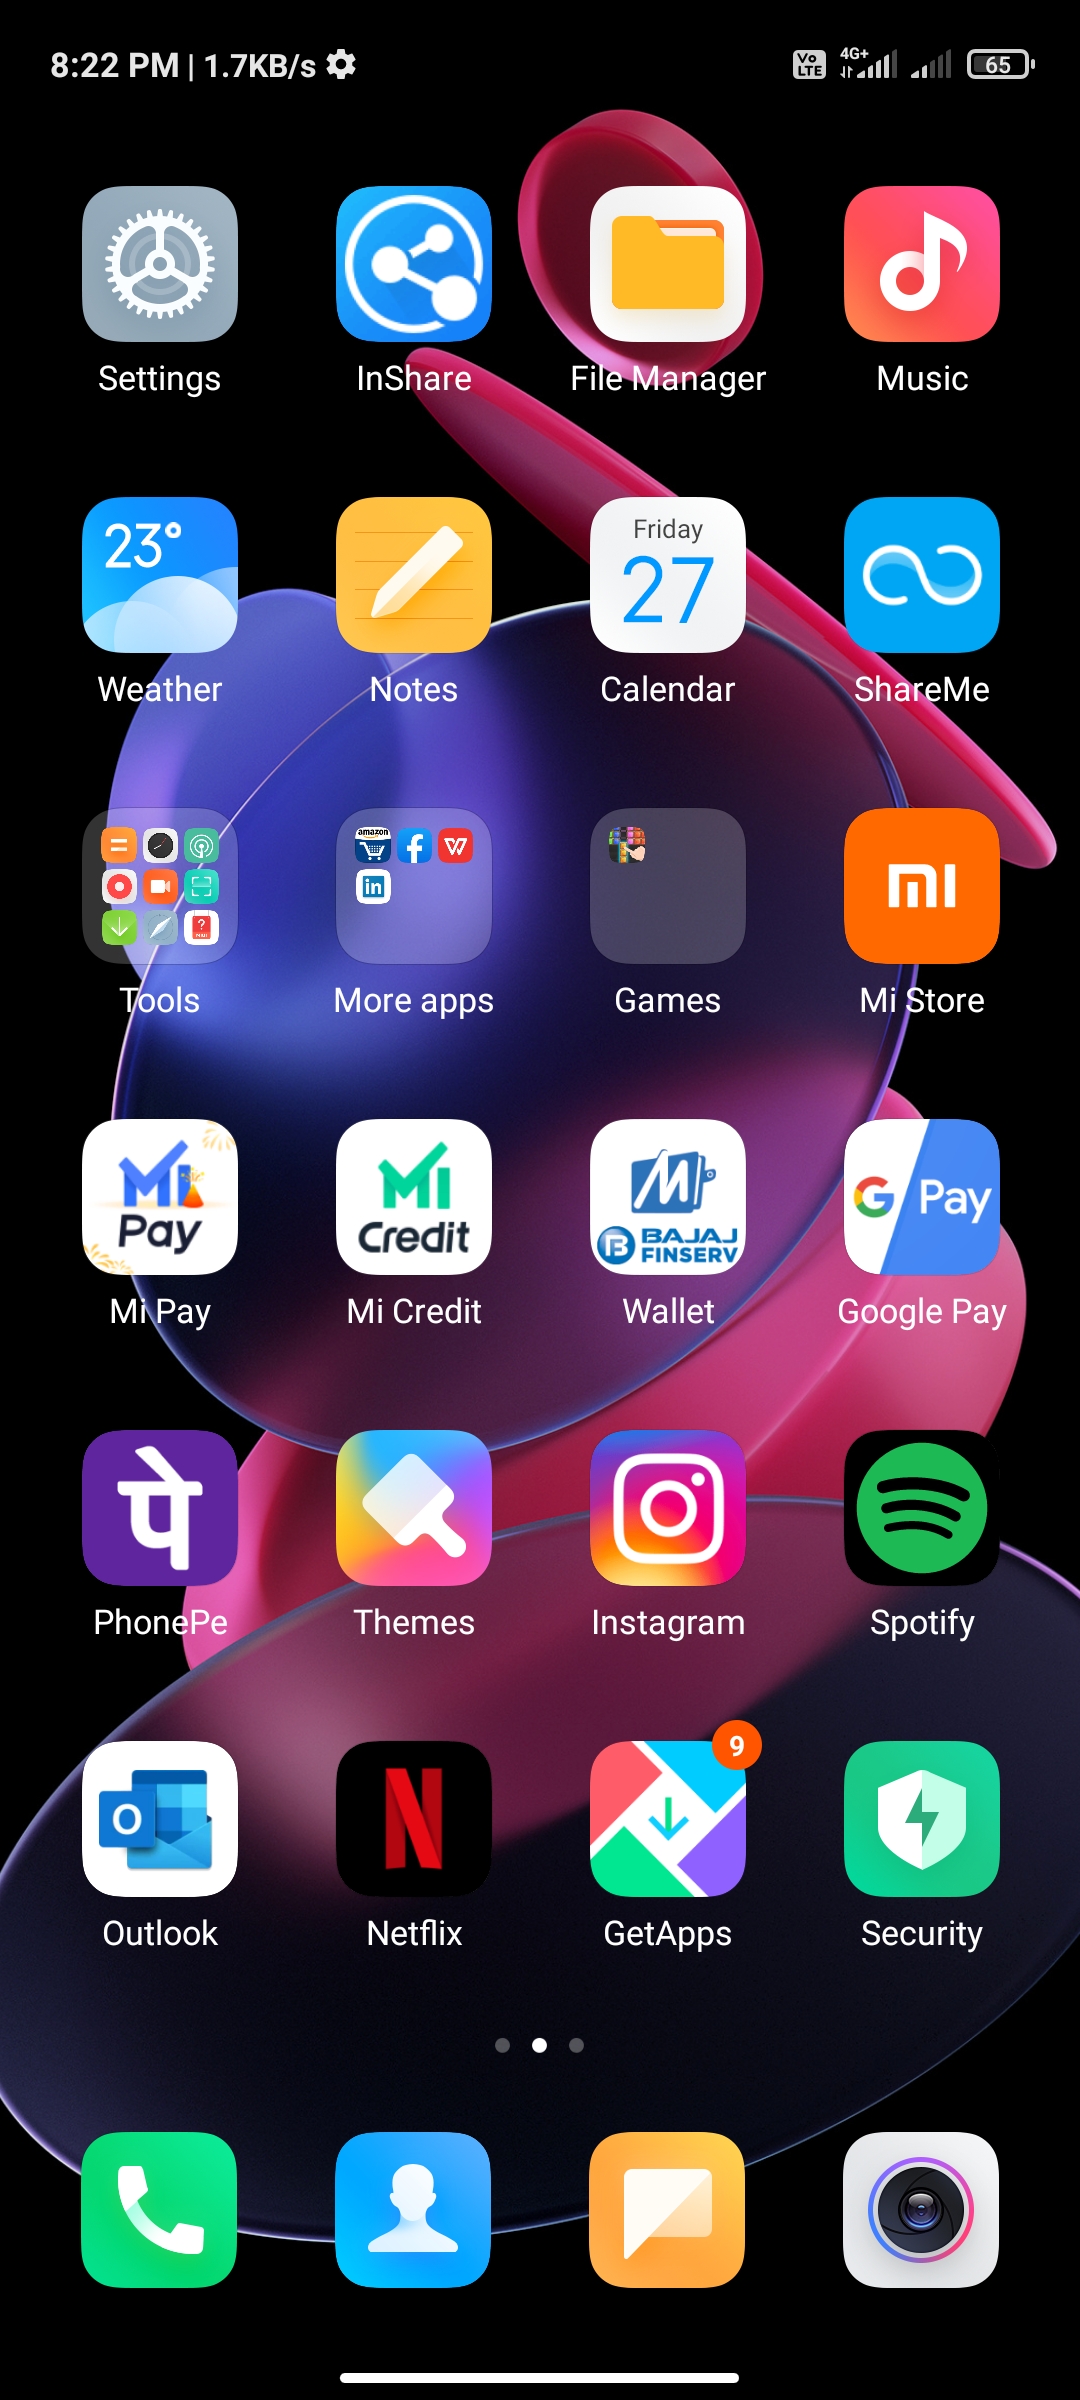 8:22 PM | 1.7KB/s
Vo
LTE
4G+
65
Settings
InShare
File Manager
Music
23°
Friday
27
Weather
Notes
Calendar
ShareMe
amazon
in
Tools
More apps
Games
Mi Store
Mi
Pay
Mi
Credit
BAJAJ
FINSERV
G Pay
Mi Pay
Mi Credit
Wallet
Google Pay
पे
PhonePe
Themes
Instagram
Spotify
9
O
N
Outlook
Netflix
GetApps
Security